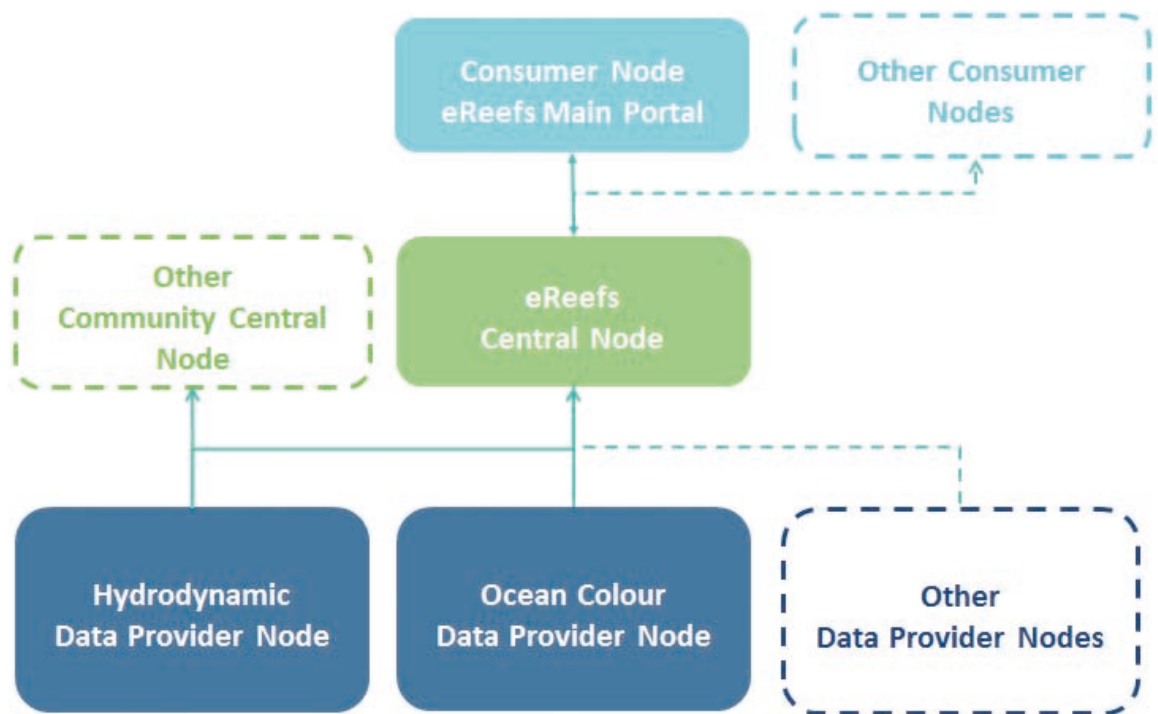 Consumer Node
eReefs Main Portal
Other Consumer
Nodes
Other
Community Central
Node
eReefs
Central Node
Hydrodynamic
Data Provider Node
Ocean Colour
Data Provider Node
Other
Data Provider Nodes